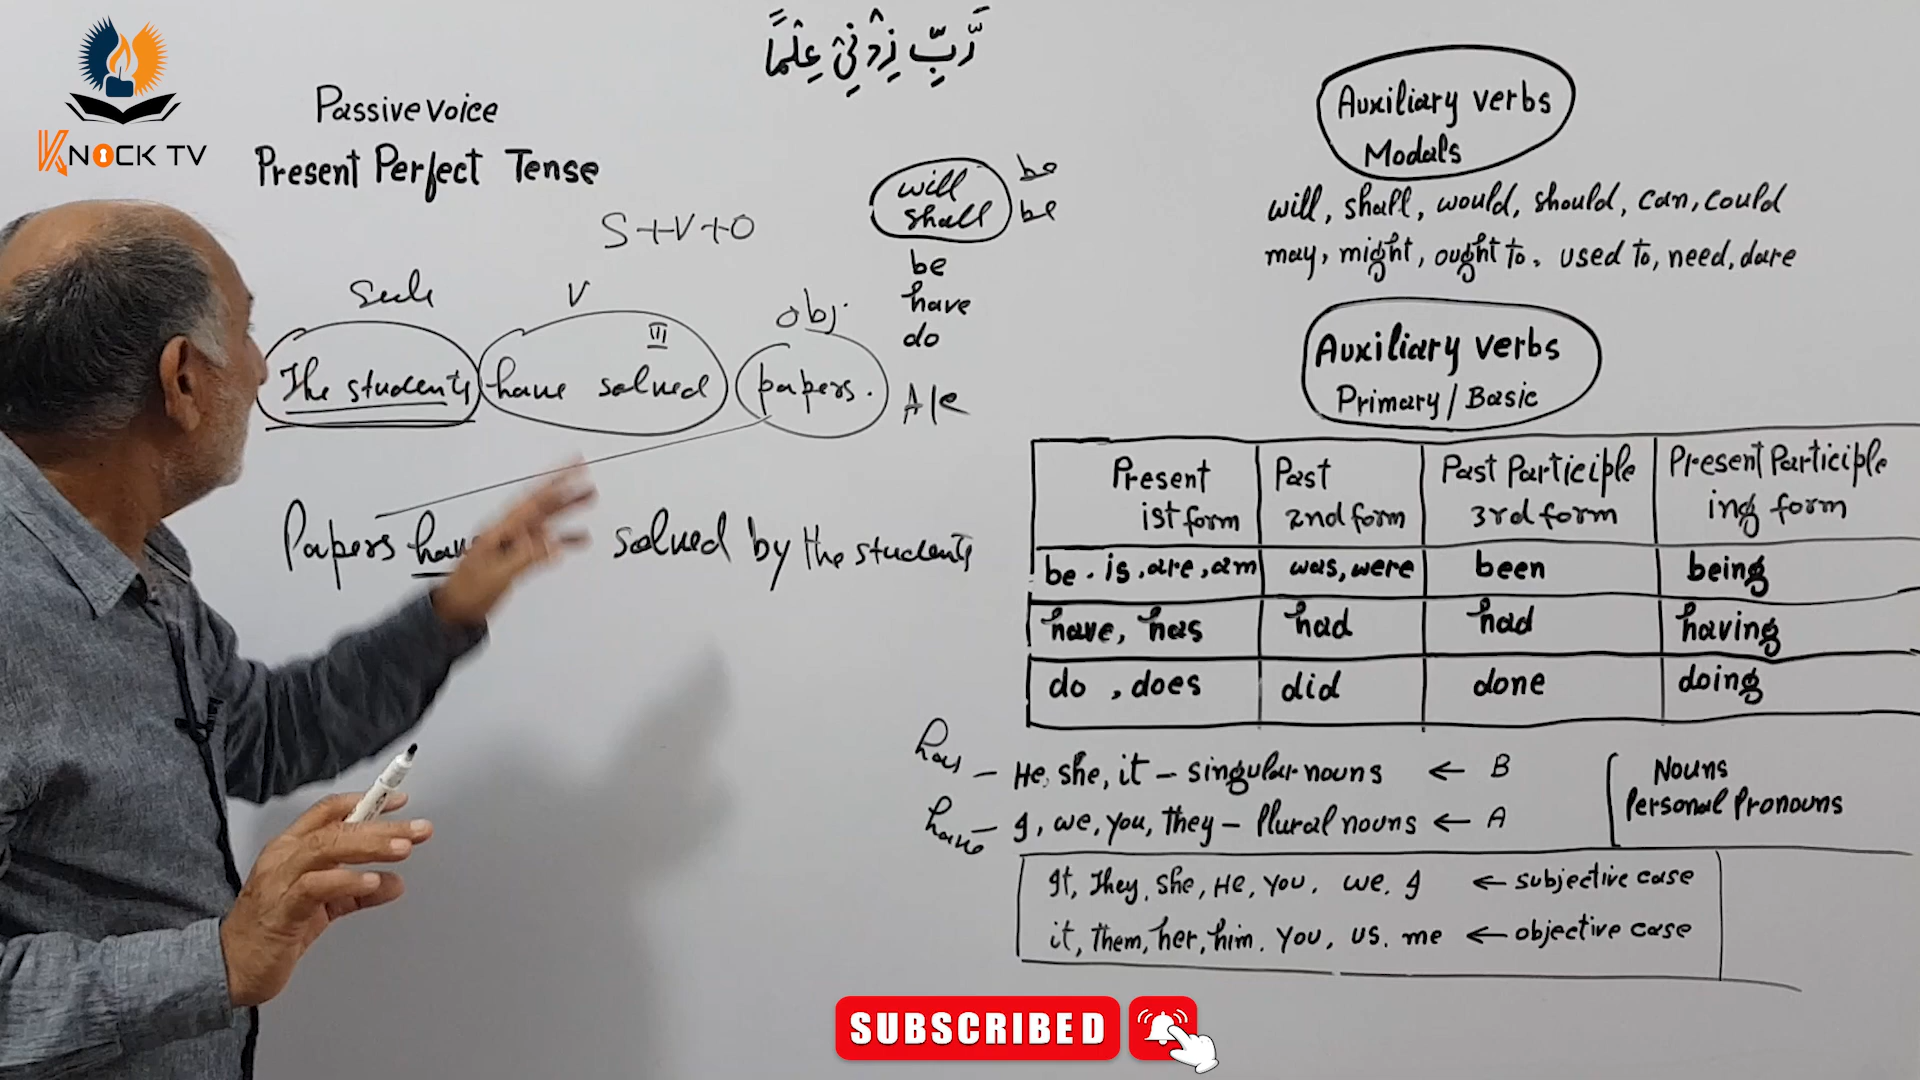 رَّبِّ زِدْنِيْ عِلْمًا
KNOCK TV
Passive Voice
Present Perfect Tense
S+V+O
V
obj.
III
The students have solved papers.
Papers have solved by the students
will be
shall be
be
have
do
Auxiliary verbs
Modals
will, shall, would, should, can, could
may, might, ought to, used to, need, dare
Auxiliary verbs
Primary / Basic
Present Past Past Participle Present Participle
1st form 2nd form 3rd form ing form
be. is, are, am was, were been being
have, has had had having
do, does did done doing
has – He, she, it – singular nouns ← B
have – I, we, you, they – Plural nouns ← A
Nouns
Personal Pronouns
It, They, she, He, you, we, I ← subjective case
it, them, her, him. you, us. me ← objective case
SUBSCRIBED